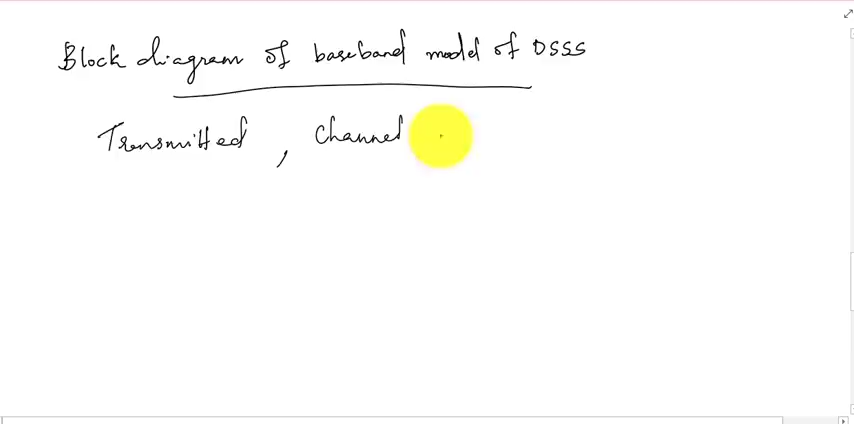 Block diagram of baseband model of DSSS
Transmitted , Channel